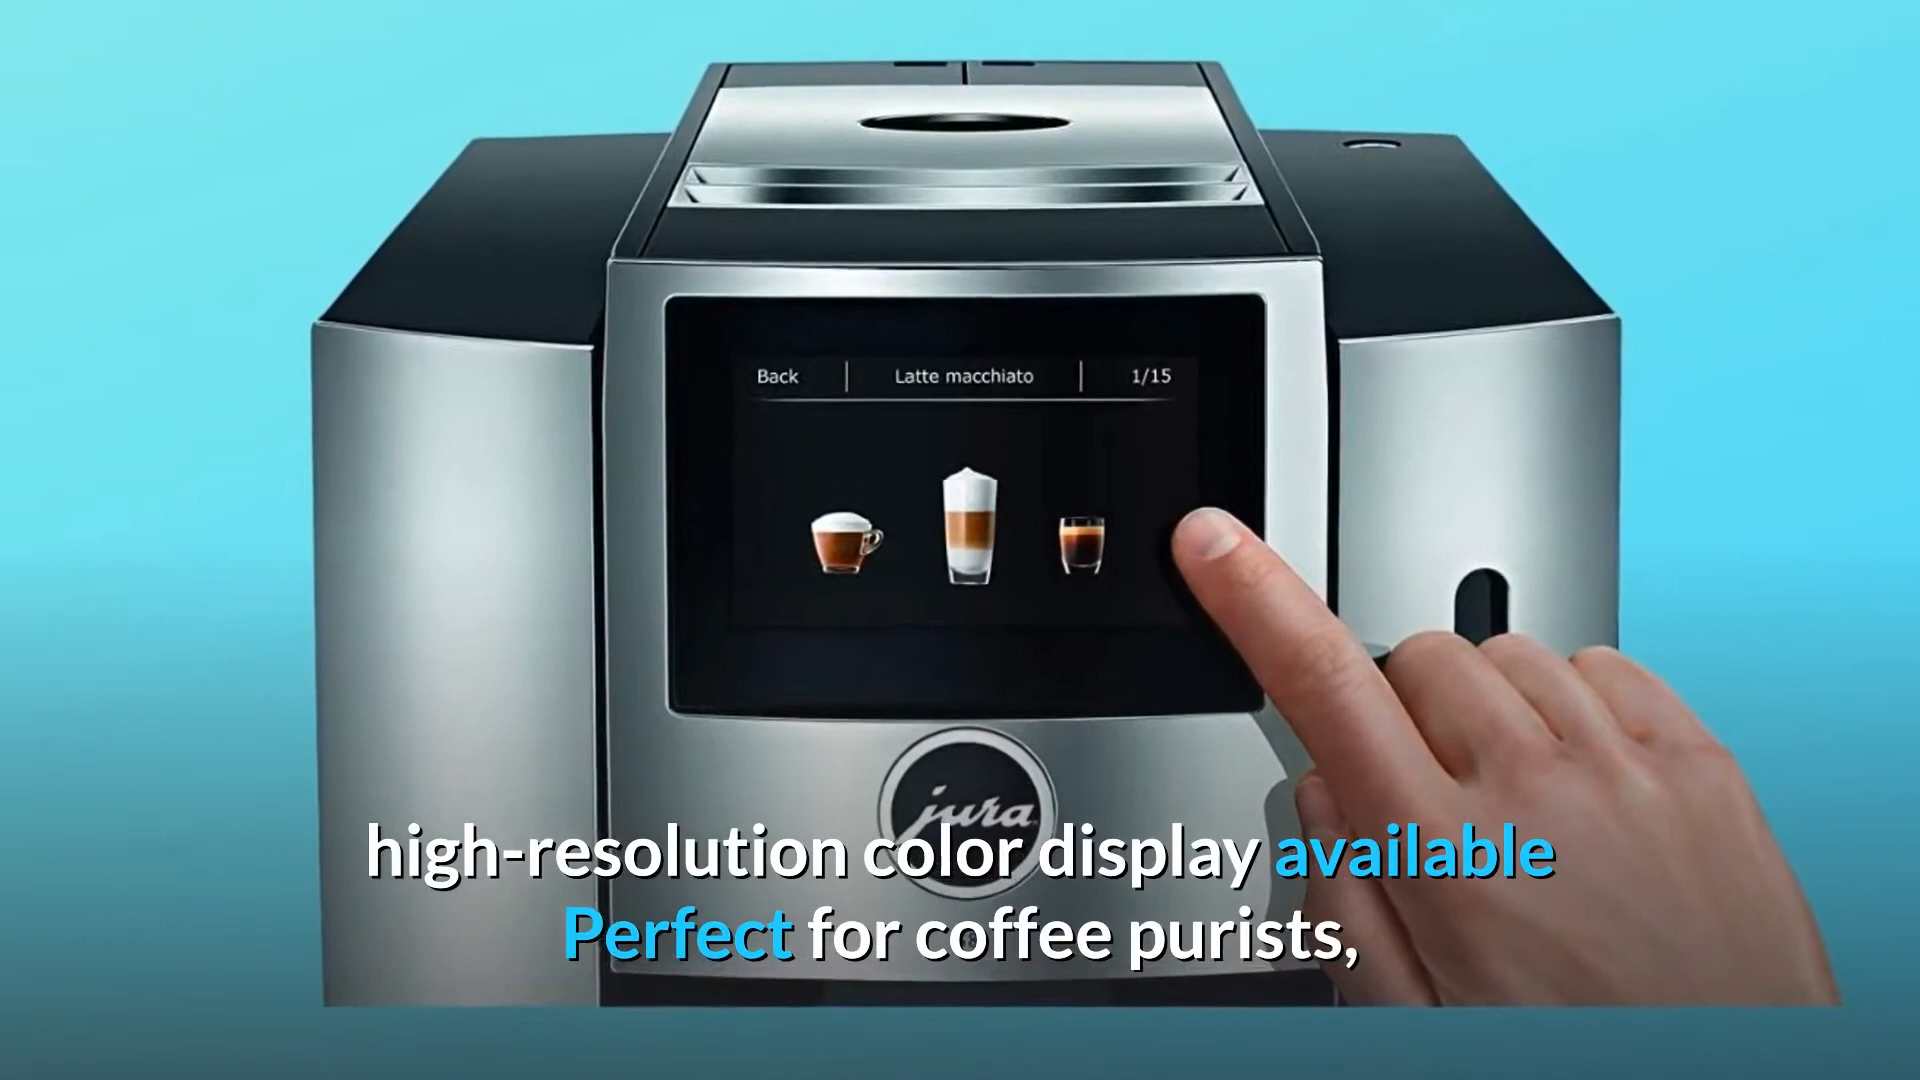 Back Latte macchiato 1/15
jura
high-resolution color display available
Perfect for coffee purists,